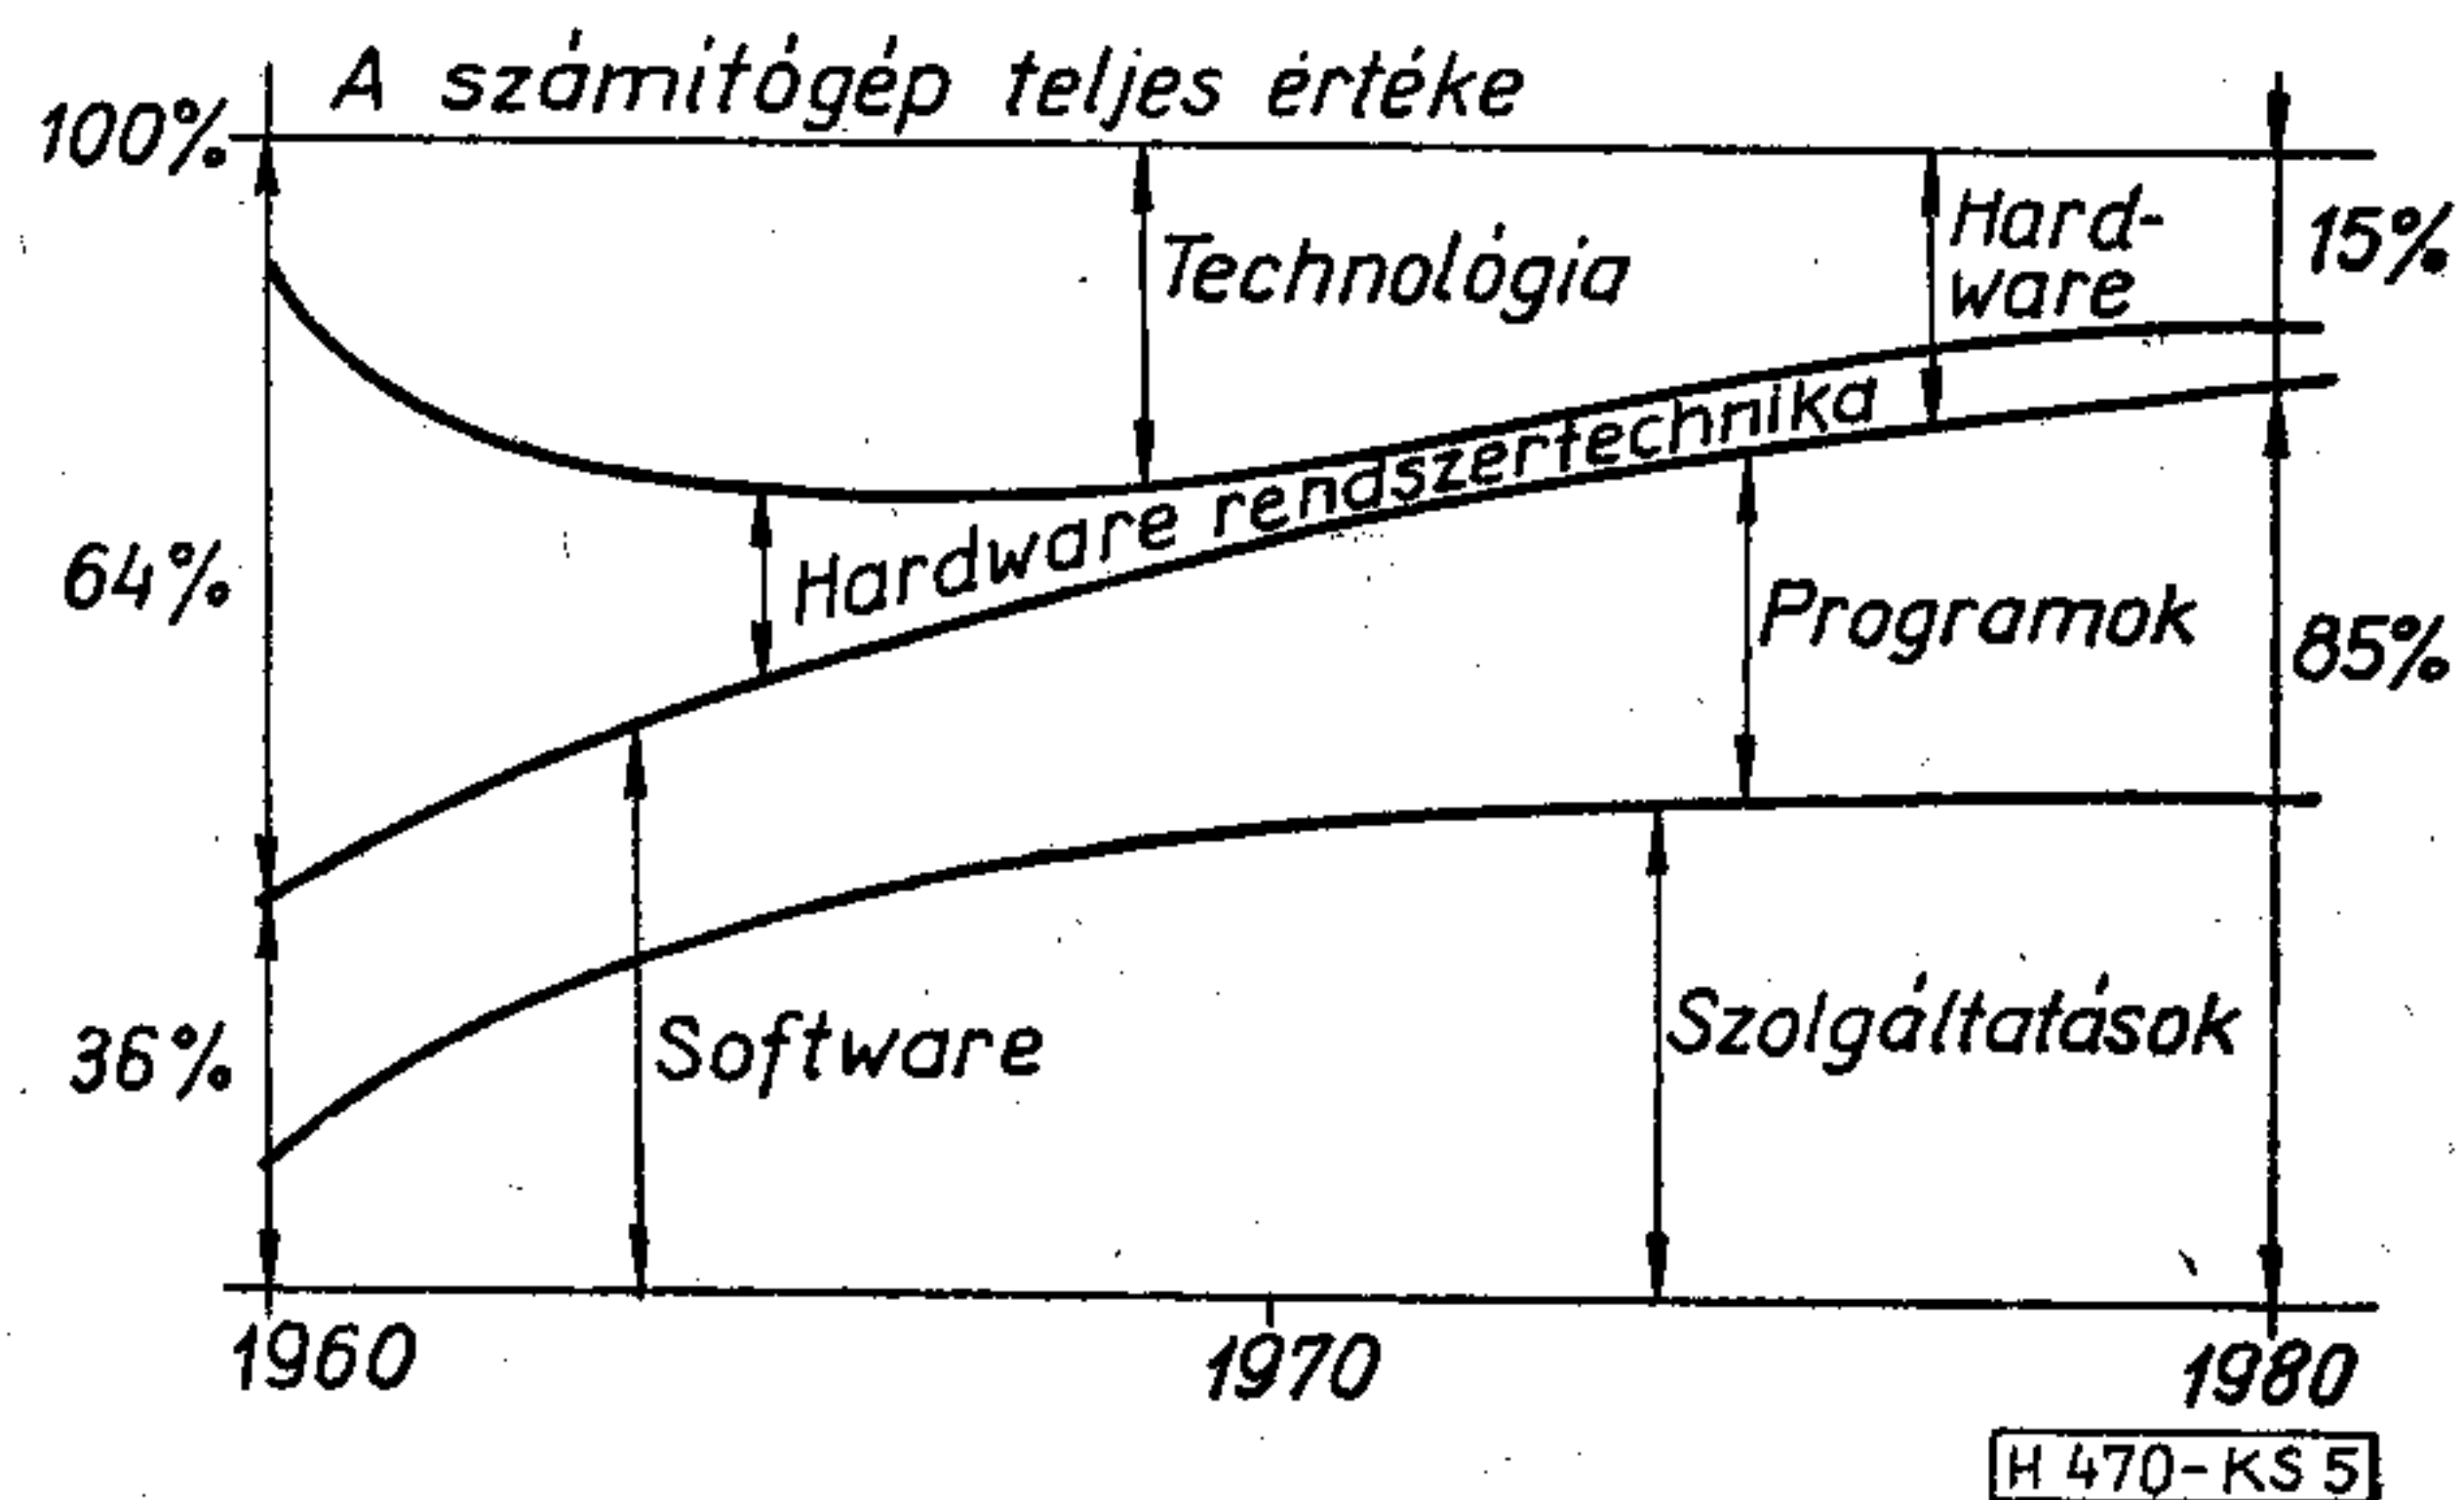 A számítógép teljes értéke
100%
Hard-
ware
15%
Technológia
Hardware rendszertechnika
64%
Programok
85%
36%
Software
Szolgáltatások
1960
1970
1980
H 470-KS 5